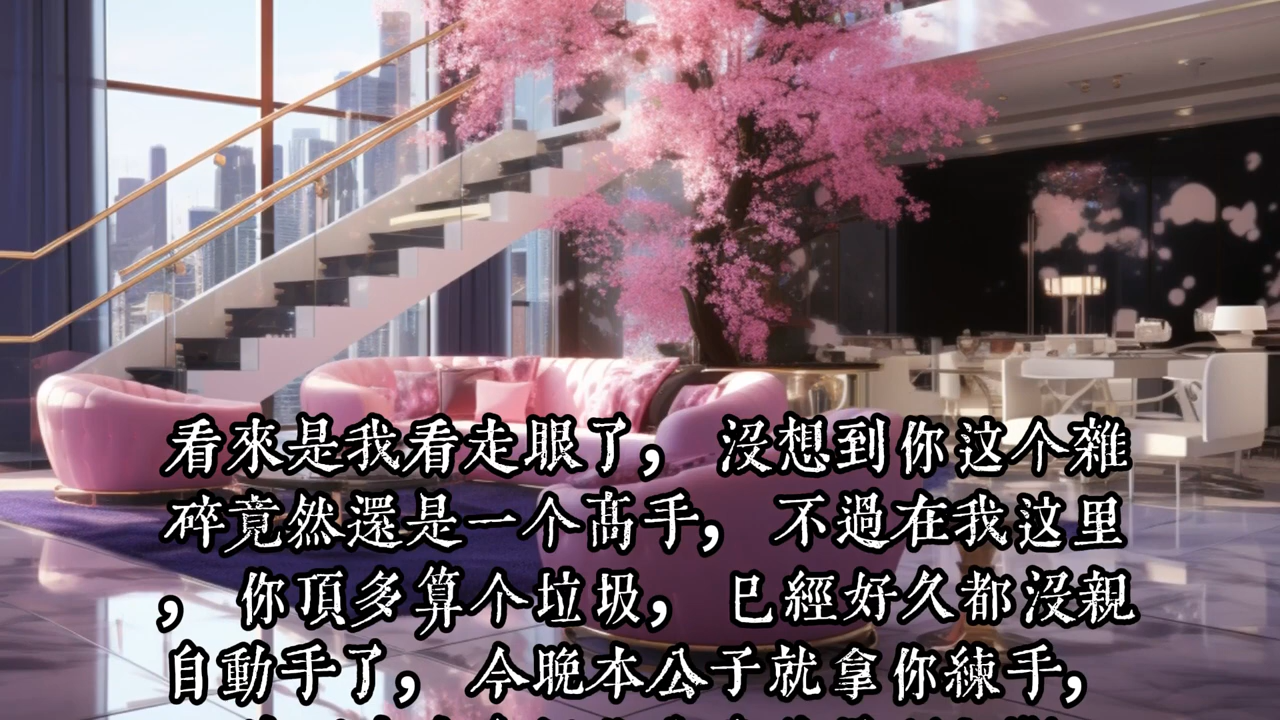 看來是我看走眼了， 沒想到你这个雜
碎竟然還是一个高手， 不過在我这里
， 你頂多算个垃圾， 已經好久都沒親
自動手了， 今晚本公子就拿你練手，